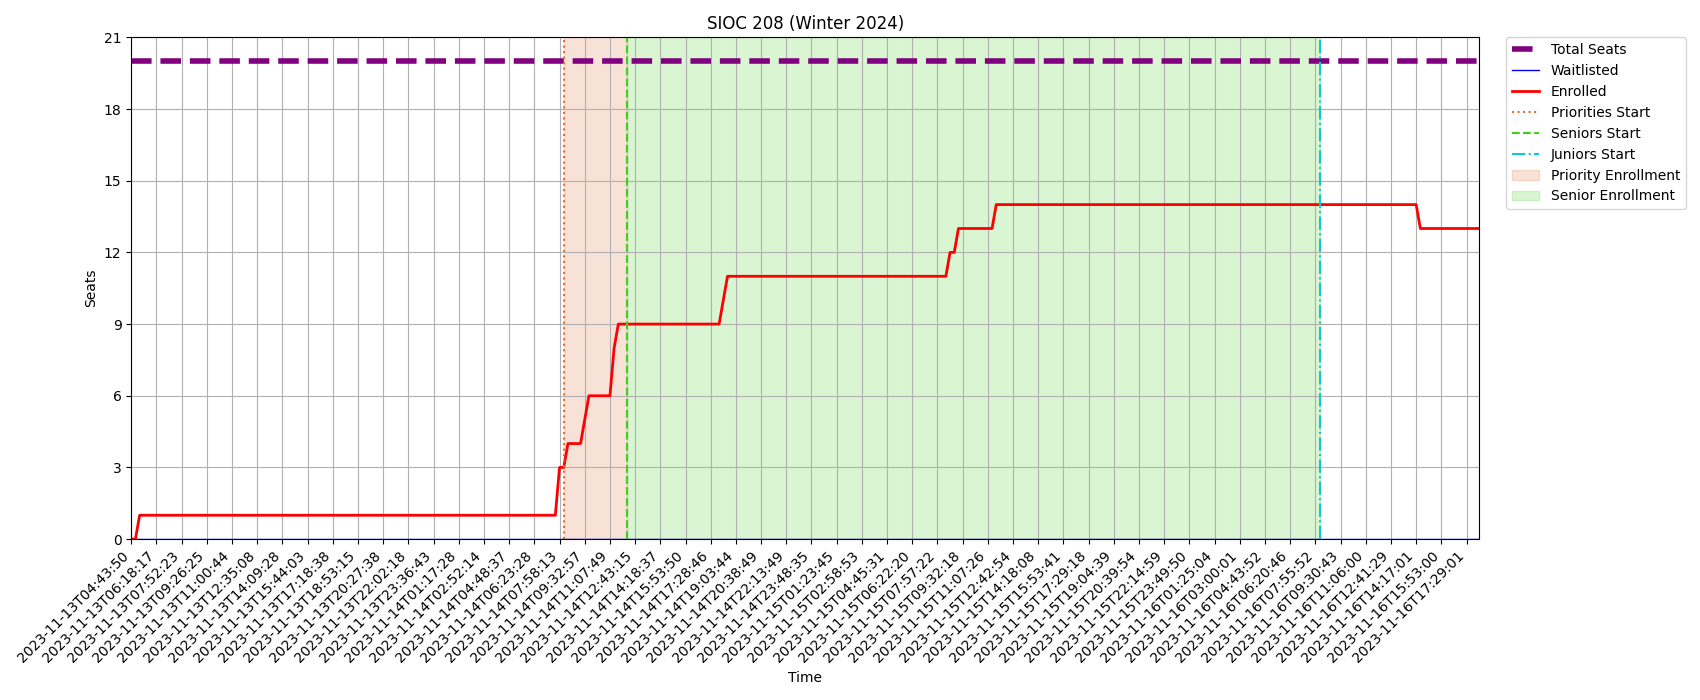 SIOC 208 (Winter 2024)
21
18
15
12
9
6
3
0
Seats
2023-11-13T04:43:50
2023-11-13T06:18:17
2023-11-13T07:52:23
2023-11-13T09:26:25
2023-11-13T11:00:44
2023-11-13T12:35:08
2023-11-13T14:09:28
2023-11-13T15:44:03
2023-11-13T17:18:38
2023-11-13T18:53:15
2023-11-13T20:27:38
2023-11-13T22:02:18
2023-11-13T23:36:43
2023-11-14T01:17:28
2023-11-14T02:52:14
2023-11-14T04:48:37
2023-11-14T06:23:28
2023-11-14T07:58:13
2023-11-14T09:32:57
2023-11-14T11:07:49
2023-11-14T12:43:15
2023-11-14T14:18:37
2023-11-14T15:53:50
2023-11-14T17:28:46
2023-11-14T19:03:44
2023-11-14T20:38:49
2023-11-14T22:13:49
2023-11-14T23:48:35
2023-11-15T01:23:45
2023-11-15T02:58:53
2023-11-15T04:45:31
2023-11-15T06:22:20
2023-11-15T07:57:22
2023-11-15T09:32:18
2023-11-15T11:07:26
2023-11-15T12:42:54
2023-11-15T14:18:08
2023-11-15T15:53:41
2023-11-15T17:29:18
2023-11-15T19:04:39
2023-11-15T20:39:54
2023-11-15T22:14:59
2023-11-15T23:49:50
2023-11-16T01:25:04
2023-11-16T03:00:01
2023-11-16T04:43:52
2023-11-16T06:20:46
2023-11-16T07:55:52
2023-11-16T09:30:43
2023-11-16T11:06:00
2023-11-16T12:41:29
2023-11-16T14:17:01
2023-11-16T15:53:00
2023-11-16T17:29:01
Time
Total Seats
Waitlisted
Enrolled
Priorities Start
Seniors Start
Juniors Start
Priority Enrollment
Senior Enrollment